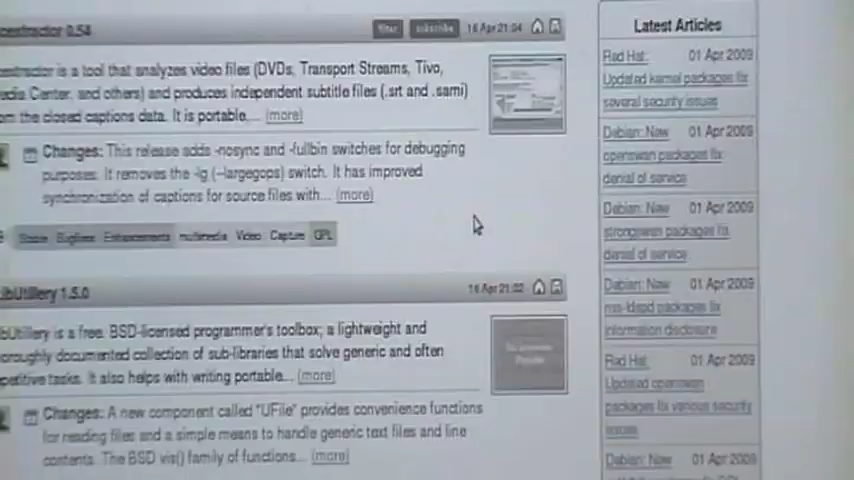 0.54
filter subscribe 16 Apr 21:04
is a tool that analyzes video files (DVDs, Transport Streams, Tivo,
Center, and others) and produces independent subtitle files (.srt and .sami)
the closed captions data. It is portable.... (more)
Changes: This release adds -nosync and -fullbin switches for debugging
purposes. It removes the -lg (--largegops) switch. It has improved
synchronization of captions for source files with... (more)
Stable Bugfixes Enhancements multimedia Video Capture GPL
1.5.0
16 Apr 21:02
is a free, BSD-licensed programmer's toolbox; a lightweight and
documented collection of sub-libraries that solve generic and often
tasks. It also helps with writing portable... (more)
Changes: A new component called "UFile" provides convenience functions
for reading files and a simple means to handle generic text files and line
contents. The BSD vis() family of functions... (more)
Latest Articles
Red Hat: 01 Apr 2009
Updated kernel packages fix
several security issues
Debian: New 01 Apr 2009
openswan packages fix
denial of service
Debian: New 01 Apr 2009
strongswan packages fix
denial of service
Debian: New 01 Apr 2009
nss-ldapd packages fix
information disclosure
Red Hat: 01 Apr 2009
Updated openswan
packages fix various security
issues
Debian: New 01 Apr 2009